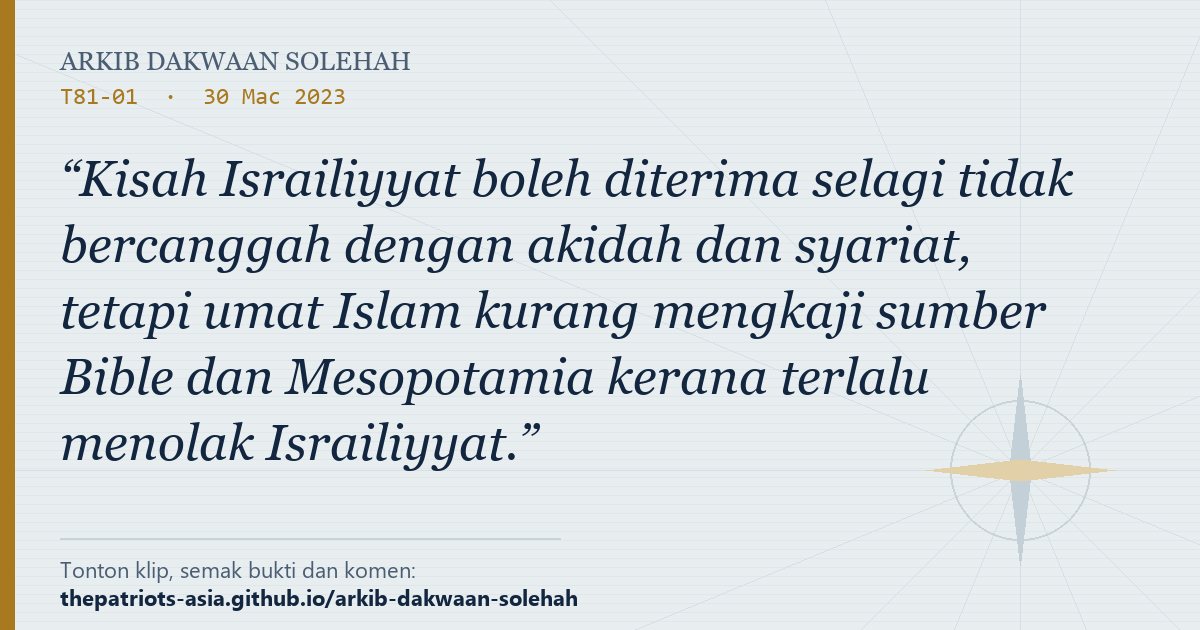 ARKIB DAKWAAN SOLEHAH
T81-01 · 30 Mac 2023
“Kisah Israiliyyat boleh diterima selagi tidak
bercanggah dengan akidah dan syariat,
tetapi umat Islam kurang mengkaji sumber
Bible dan Mesopotamia kerana terlalu
menolak Israiliyyat.”
Tonton klip, semak bukti dan komen:
thepatriots-asia.github.io/arkib-dakwaan-solehah